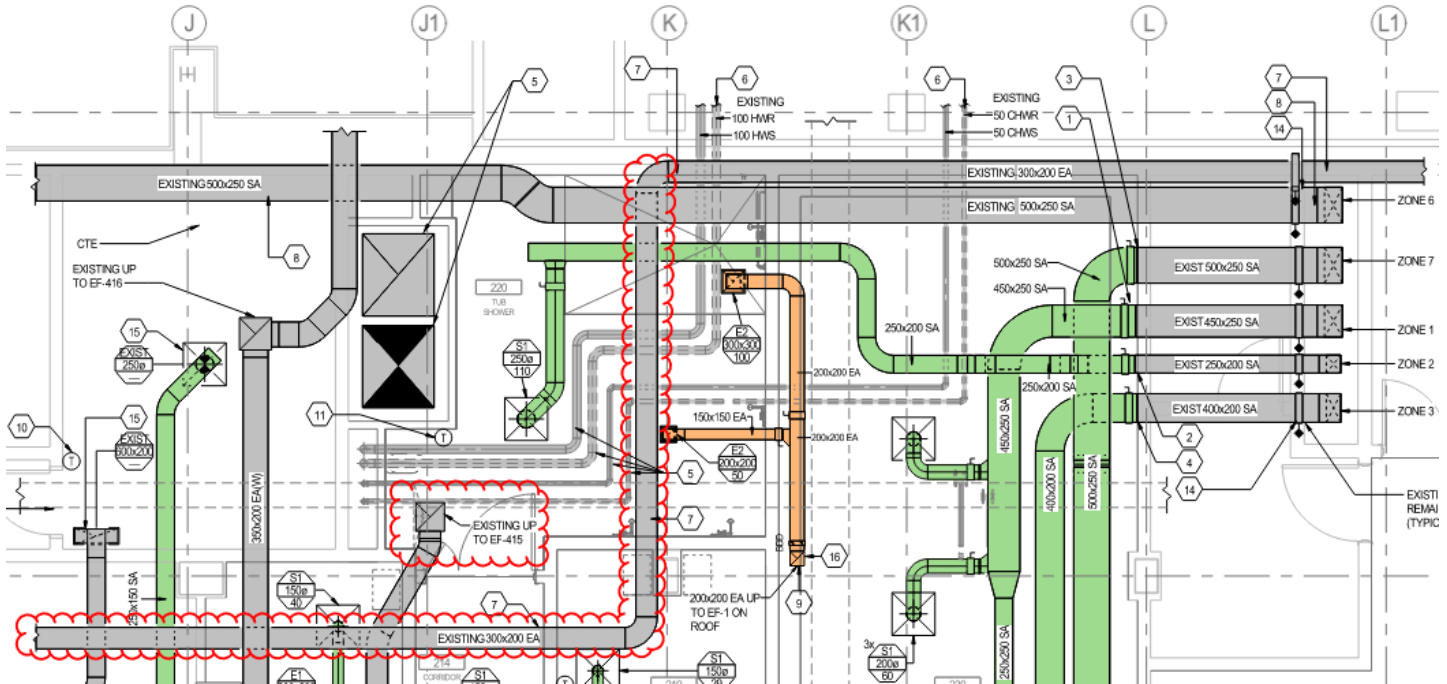 J
J1
K
K1
L
L1
5
7
6
6
3
7
8
1
14
EXISTING
100 HWR
100 HWS
EXISTING
50 CHWR
50 CHWS
EXISTING 500x250 SA
EXISTING 300x200 EA
EXISTING 500x250 SA
ZONE 6
CTE
8
EXISTING UP
TO EF-416
500x250 SA
450x250 SA
EXIST 500x250 SA
ZONE 7
220
TUB
SHOWER
15
EXIST
250ø
—
S1
250ø
110
E2
300x300
100
250x200 SA
EXIST 450x250 SA
ZONE 1
EXIST 250x200 SA
ZONE 2
200x200 EA
250x200 SA
EXIST 400x200 SA
ZONE 3
10
T
15
EXIST
600x200
—
11
T
150x150 EA
200x200 EA
E2
200x200
50
5
2
4
14
450x250 SA
400x200 SA
500x250 SA
350x200 EA(W)
EXISTING UP
TO EF-415
7
EXISTI
REMAI
(TYPIC
16
9
200x200 EA UP
TO EF-1 ON
ROOF
250x150 SA
S1
150ø
40
7
EXISTING 300x200 EA
214
CORRIDOR
E1
S1
T
S1
150ø
3x
S1
200ø
60
250x250 SA